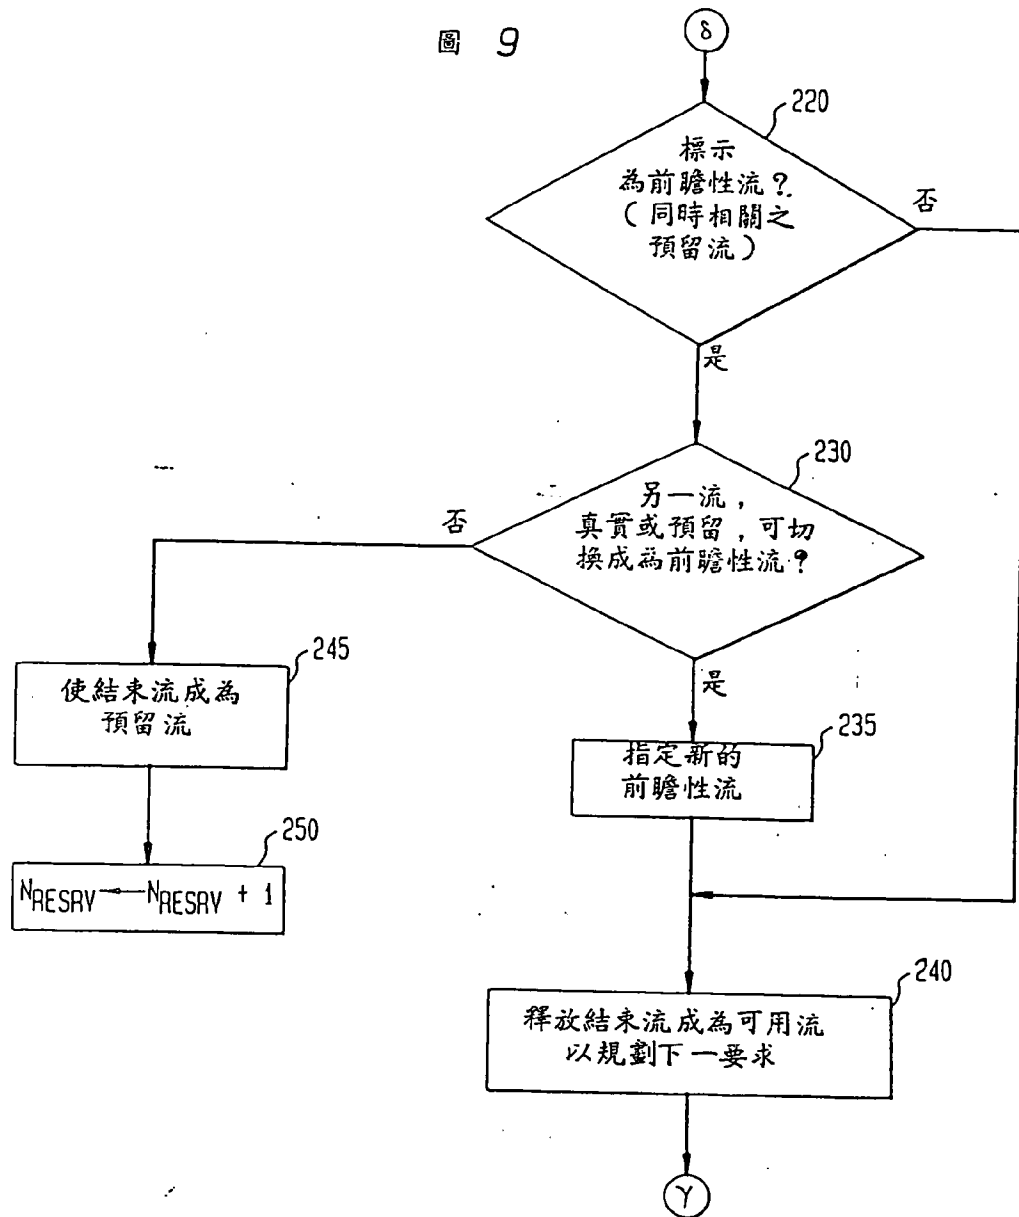 圖 9
δ
220
標示
為前瞻性流?
(同時相關之
預留流)
否
是
230
另一流,
真實或預留,可切
換成為前瞻性流?
否
是
245
使結束流成為
預留流
235
指定新的
前瞻性流
250
NRESRV ← NRESRV + 1
240
釋放結束流成為可用流
以規劃下一要求
γ